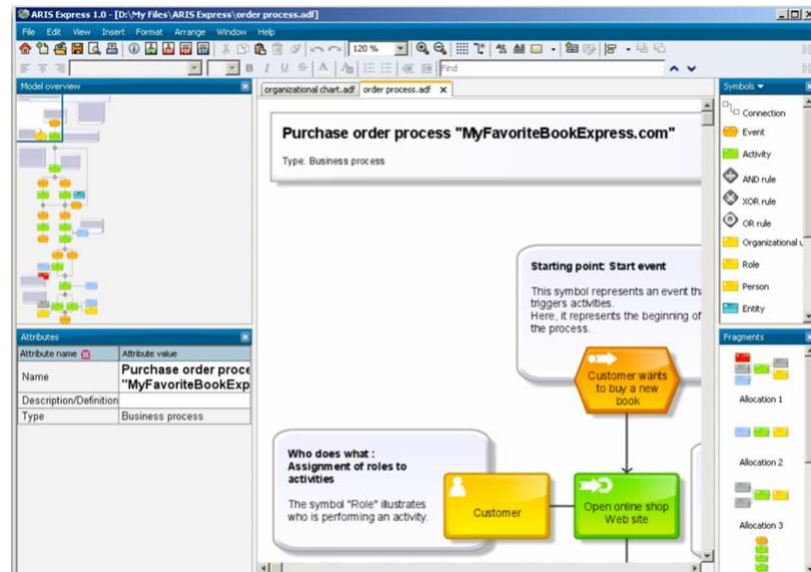 ARIS Express 1.0 - [D:\My Files\ARIS Express\order process.adf]
File Edit View Insert Format Arrange Window Help
120 %
B I U S A
Find
Model overview
organizational chart.adf order process.adf
Symbols
Purchase order process "MyFavoriteBookExpress.com"
Type: Business process
Connection
Event
Activity
AND rule
XOR rule
OR rule
Organizational u
Role
Person
Entity
Starting point: Start event
This symbol represents an event th
triggers activities.
Here, it represents the beginning of
the process.
Customer wants
to buy a new
book
Attributes
Attribute name Attribute value
Name Purchase order proce
"MyFavoriteBookExp
Description/Definition
Type Business process
Who does what :
Assignment of roles to
activities
The symbol "Role" illustrates
who is performing an activity.
Customer
Open online shop
Web site
Fragments
Allocation 1
Allocation 2
Allocation 3